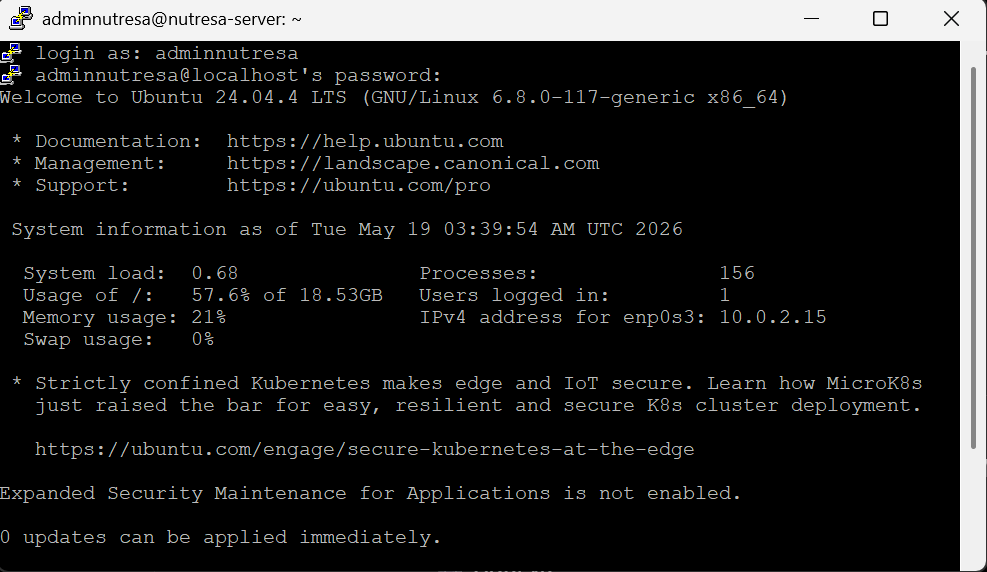 adminnutresa@nutresa-server: ~
login as: adminnutresa
adminnutresa@localhost's password:
Welcome to Ubuntu 24.04.4 LTS (GNU/Linux 6.8.0-117-generic x86_64)
* Documentation:  https://help.ubuntu.com
* Management:     https://landscape.canonical.com
* Support:        https://ubuntu.com/pro
System information as of Tue May 19 03:39:54 AM UTC 2026
System load:  0.68               Processes:               156
Usage of /:   57.6% of 18.53GB   Users logged in:         1
Memory usage: 21%                IPv4 address for enp0s3: 10.0.2.15
Swap usage:   0%
* Strictly confined Kubernetes makes edge and IoT secure. Learn how MicroK8s
just raised the bar for easy, resilient and secure K8s cluster deployment.
https://ubuntu.com/engage/secure-kubernetes-at-the-edge
Expanded Security Maintenance for Applications is not enabled.
0 updates can be applied immediately.